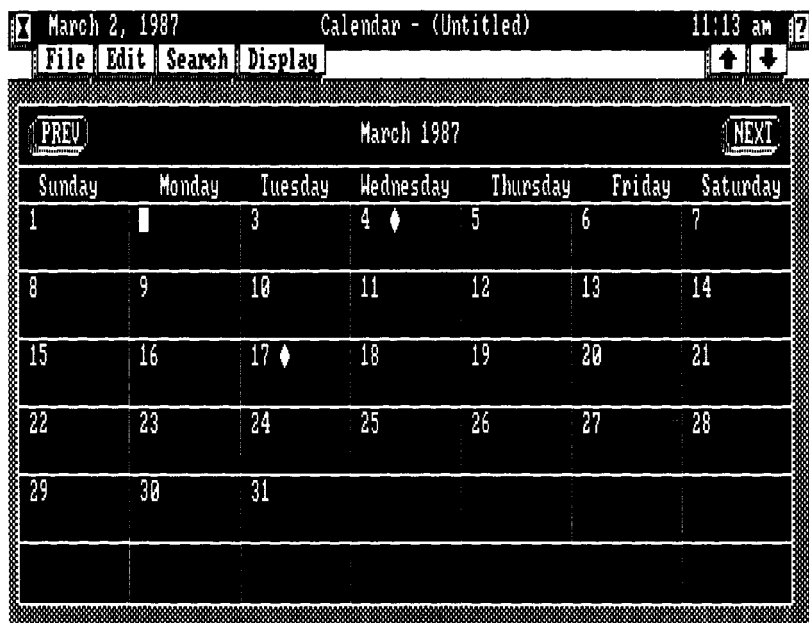 March 2, 1987 Calendar - (Untitled) 11:13 am ?
File Edit Search Display
PREV March 1987 NEXT
Sunday Monday Tuesday Wednesday Thursday Friday Saturday
1 3 4 5 6 7
8 9 10 11 12 13 14
15 16 17 18 19 20 21
22 23 24 25 26 27 28
29 30 31